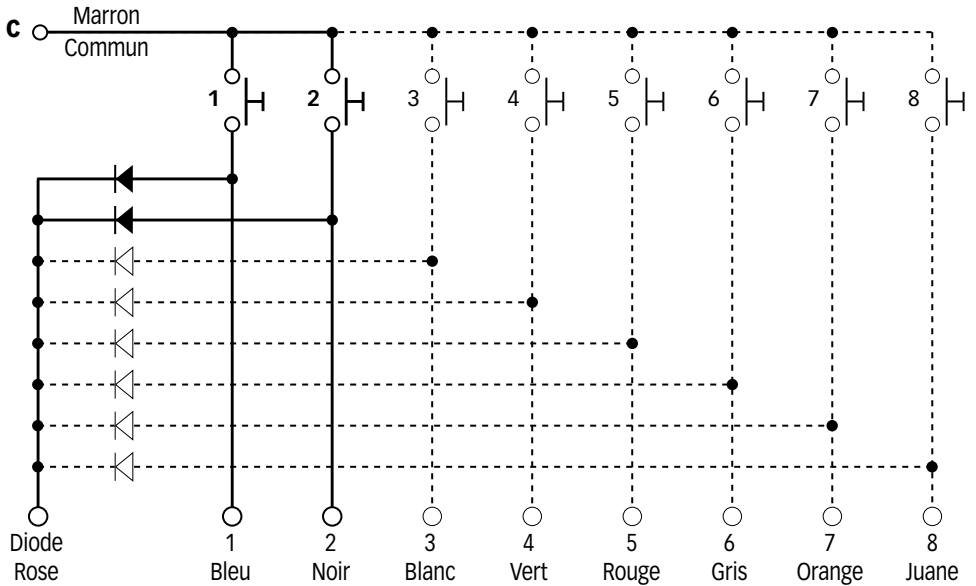 Marron
C
Commun
1 2 3 4 5 6 7 8
Diode 1 2 3 4 5 6 7 8
Rose Bleu Noir Blanc Vert Rouge Gris Orange Juane